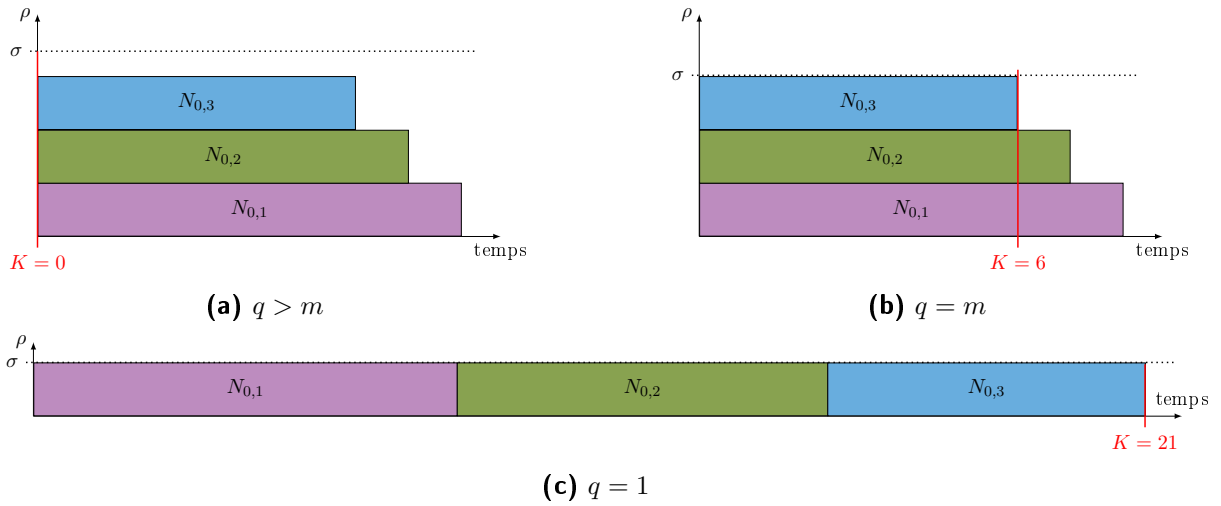 ρ
σ
N₀,₃
N₀,₂
N₀,₁
temps
K = 0
(a) q > m
ρ
σ
N₀,₃
N₀,₂
N₀,₁
temps
K = 6
(b) q = m
ρ
σ
N₀,₁ N₀,₂ N₀,₃
temps
K = 21
(c) q = 1